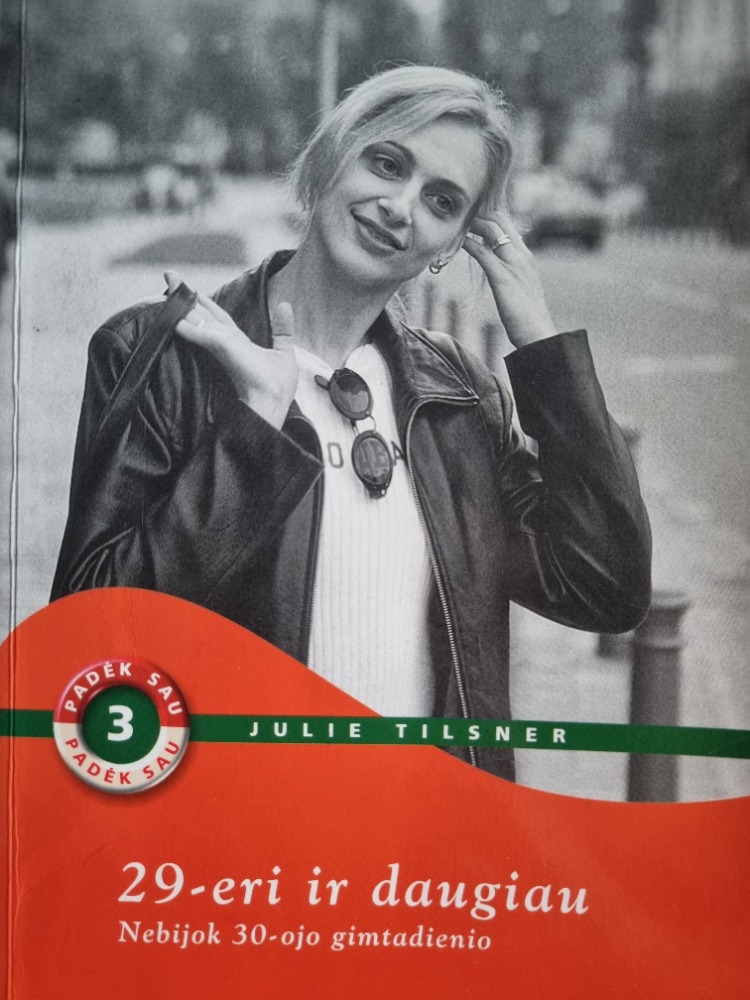 PADĖK SAU
3
PADĖK SAU
JULIE TILSNER
29-eri ir daugiau
Nebijok 30-ojo gimtadienio